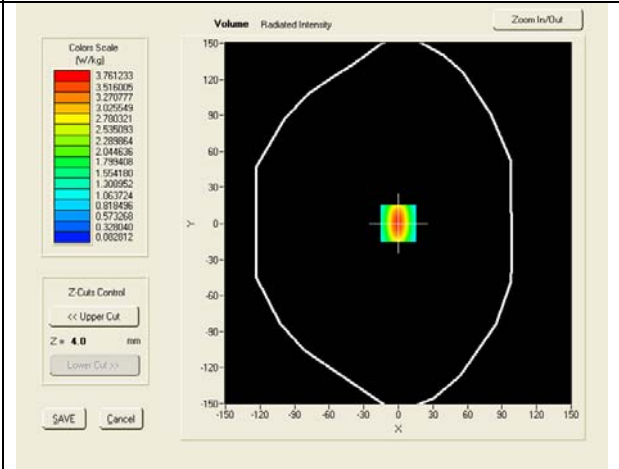 Volume Radiated Intensity
Zoom In/Out
Colors Scale
(W/kg)
3.761233
3.516005
3.270777
3.025549
2.780321
2.535093
2.289864
2.044636
1.799408
1.554180
1.308952
1.063724
0.818496
0.573268
0.328040
0.082812
Z-Cuts Control
<< Upper Cut
Z = 4.0 mm
Lower Cut >>
SAVE Cancel
150
120
90
60
30
0
-30
-60
-90
-120
-150
Y
-150 -120 -90 -60 -30 0 30 60 90 120 150
X